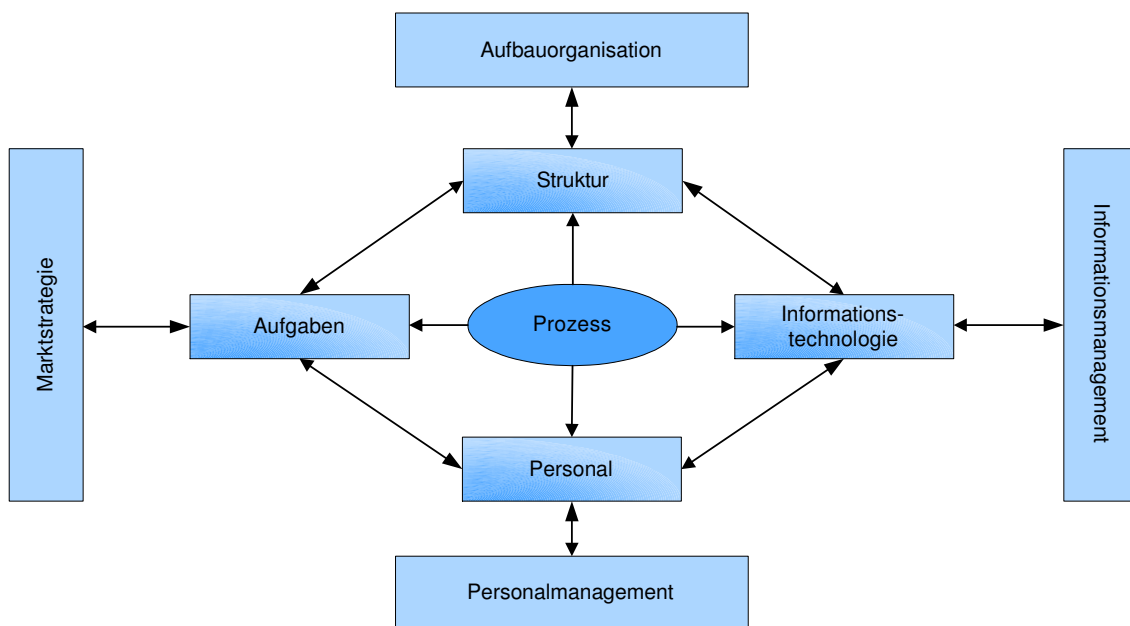 Aufbauorganisation
Struktur
Marktstrategie
Aufgaben
Prozess
Informations-
technologie
Informationsmanagement
Personal
Personalmanagement